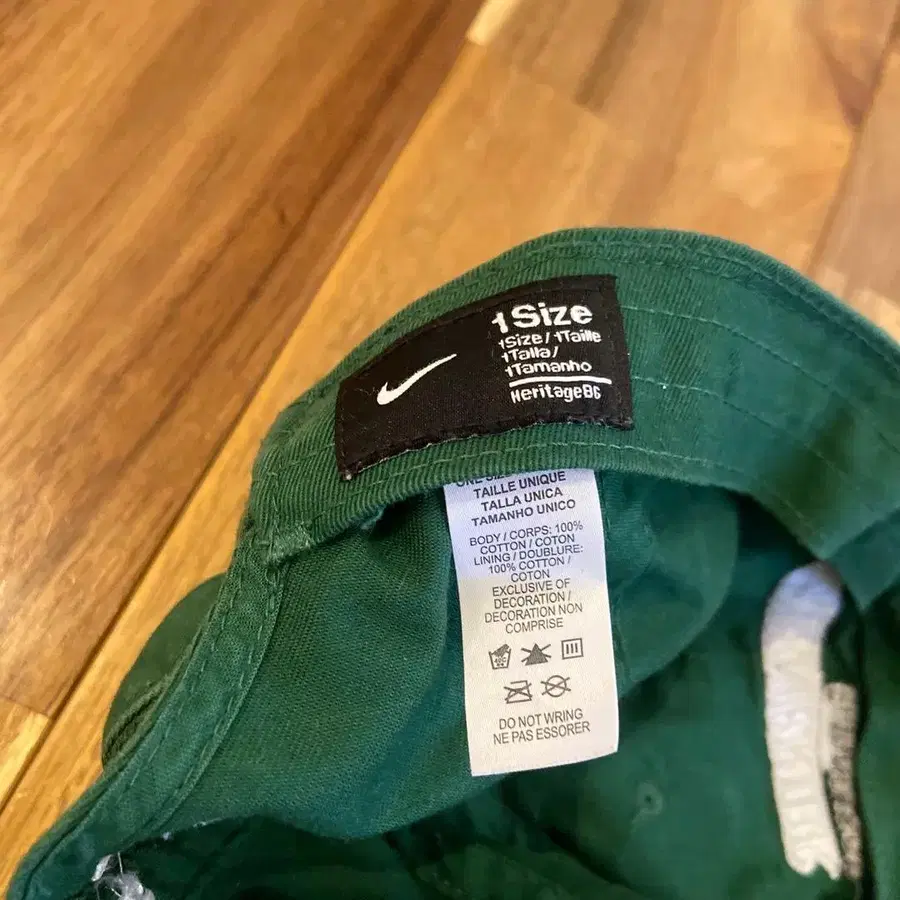 1Size
1Size / 1Taille
1Talla/
1Tamanho
Heritage86
ONE SIZE
TAILLE UNIQUE
TALLA UNICA
TAMANHO UNICO
BODY / CORPS: 100%
COTTON / COTON
LINING / DOUBLURE:
100% COTTON /
COTON
EXCLUSIVE OF
DECORATION /
DECORATION NON
COMPRISE
DO NOT WRING
NE PAS ESSORER